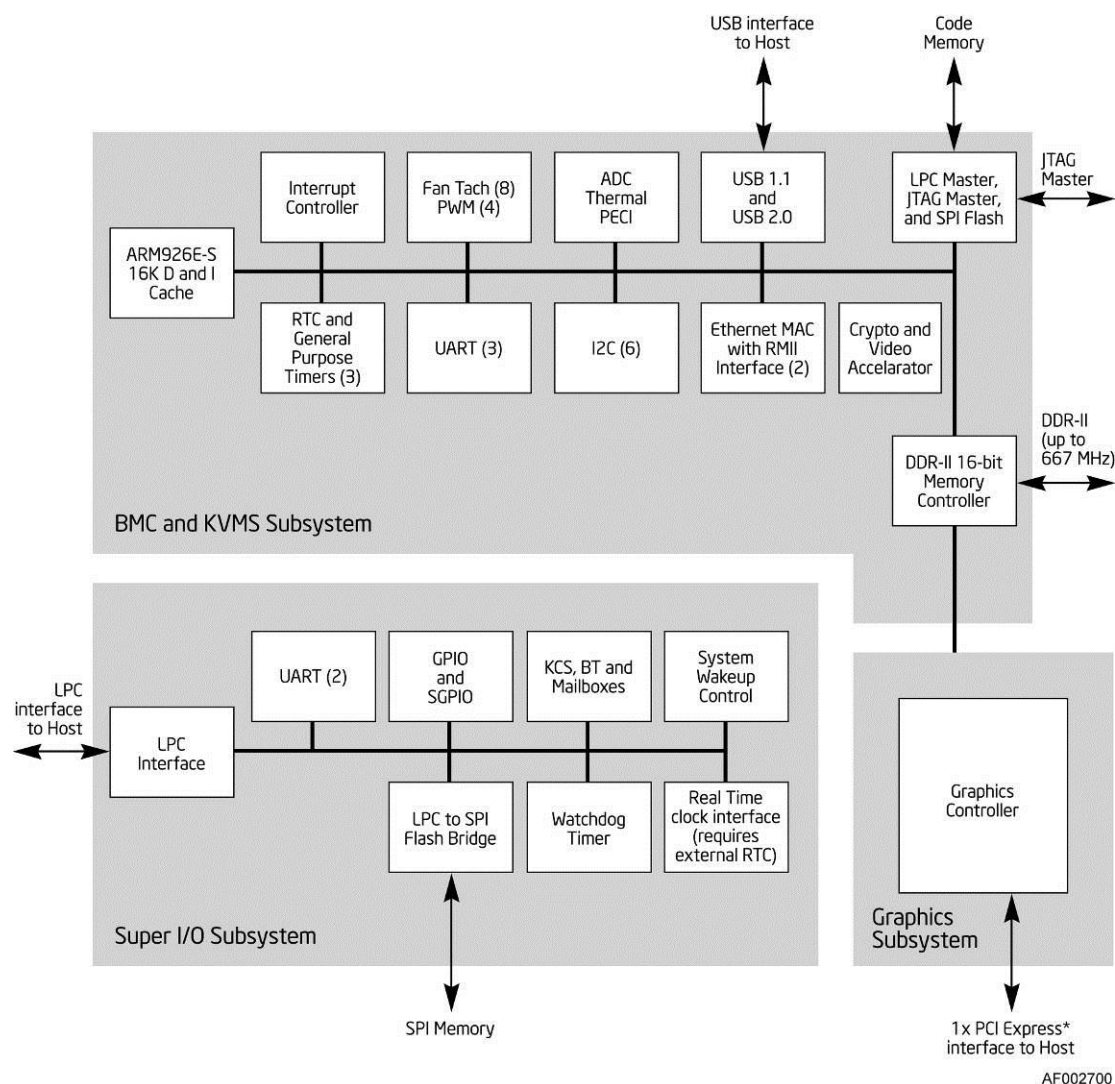 USB interface
to Host
Code
Memory
Interrupt
Controller
Fan Tach (8)
PWM (4)
ADC
Thermal
PECI
USB 1.1
and
USB 2.0
LPC Master,
JTAG Master,
and SPI Flash
JTAG
Master
ARM926E-S
16K D and I
Cache
RTC and
General
Purpose
Timers (3)
UART (3)
I2C (6)
Ethernet MAC
with RMII
Interface (2)
Crypto and
Video
Accelarator
DDR-II 16-bit
Memory
Controller
DDR-II
(up to
667 MHz)
BMC and KVMS Subsystem
UART (2)
GPIO
and
SGPIO
KCS, BT and
Mailboxes
System
Wakeup
Control
LPC
interface
to Host
LPC
Interface
LPC to SPI
Flash Bridge
Watchdog
Timer
Real Time
clock interface
(requires
external RTC)
Super I/O Subsystem
SPI Memory
Graphics
Controller
Graphics
Subsystem
1x PCI Express*
interface to Host
AF002700